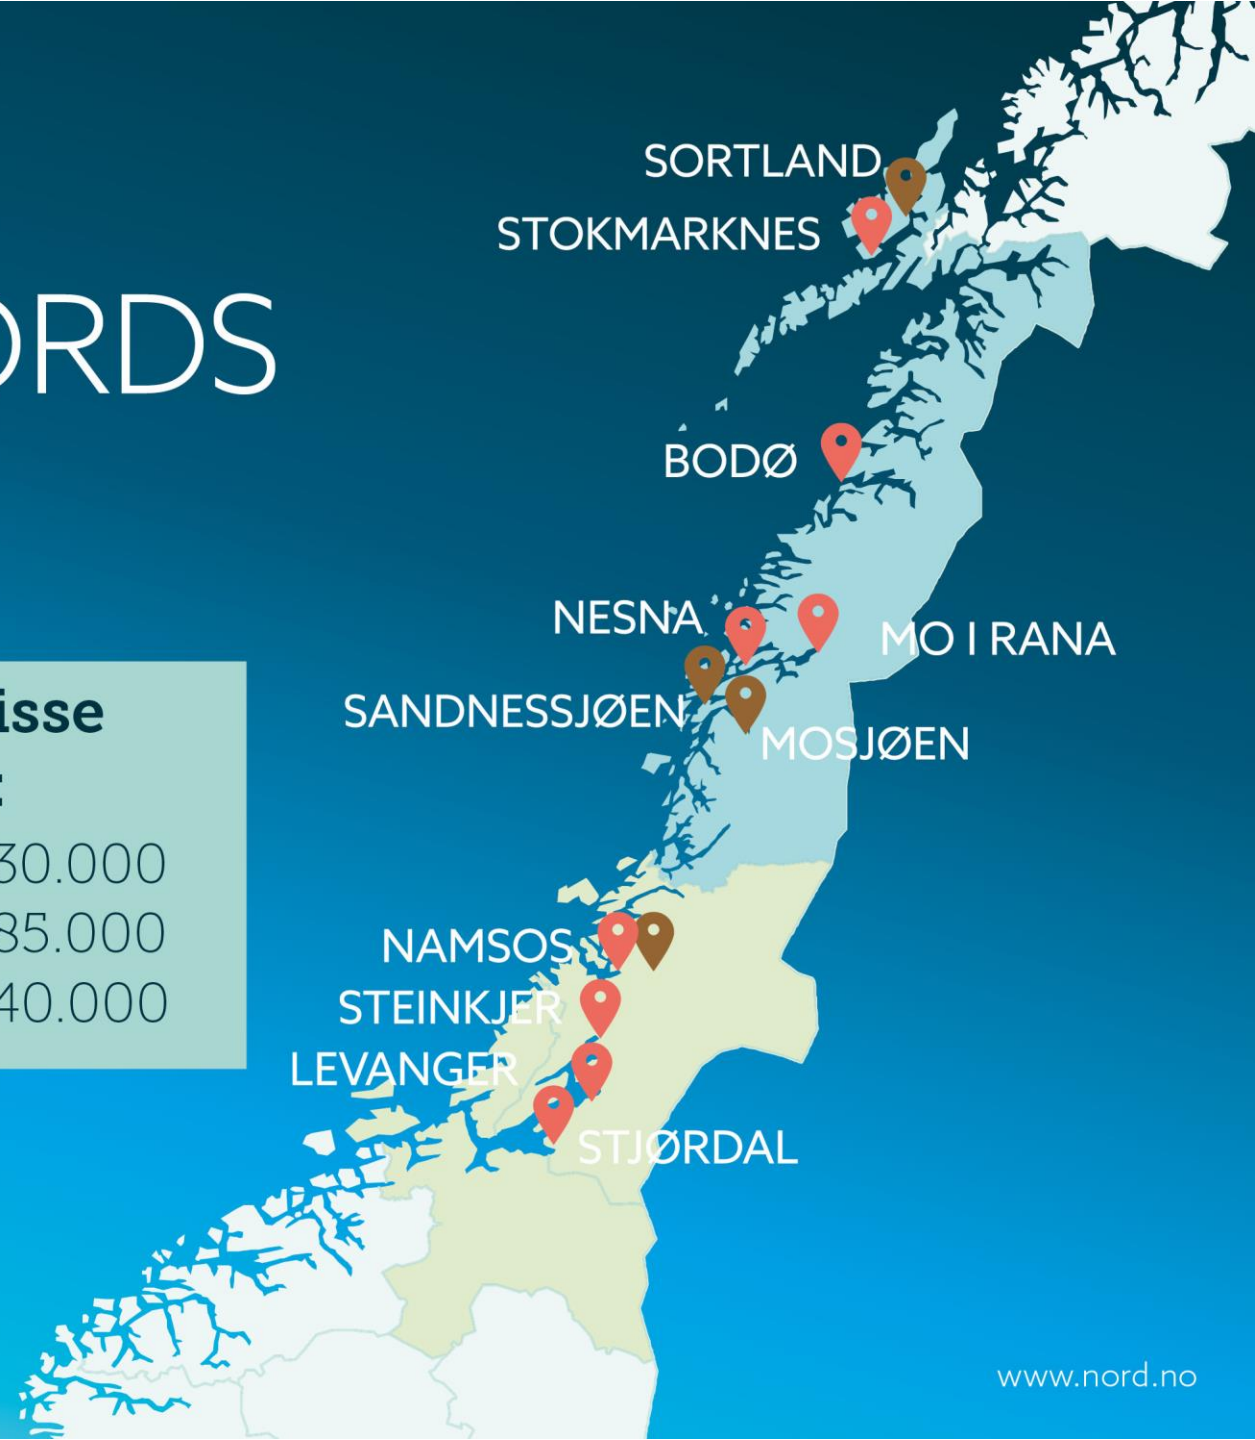 SORTLAND
STOKMARKNES
ORDS
BODØ
NESNA
MO I RANA
isse
SANDNESSJØEN
MOSJØEN
:
30.000
85.000
NAMSOS
40.000
STEINKJER
LEVANGER
STJØRDAL
www.nord.no